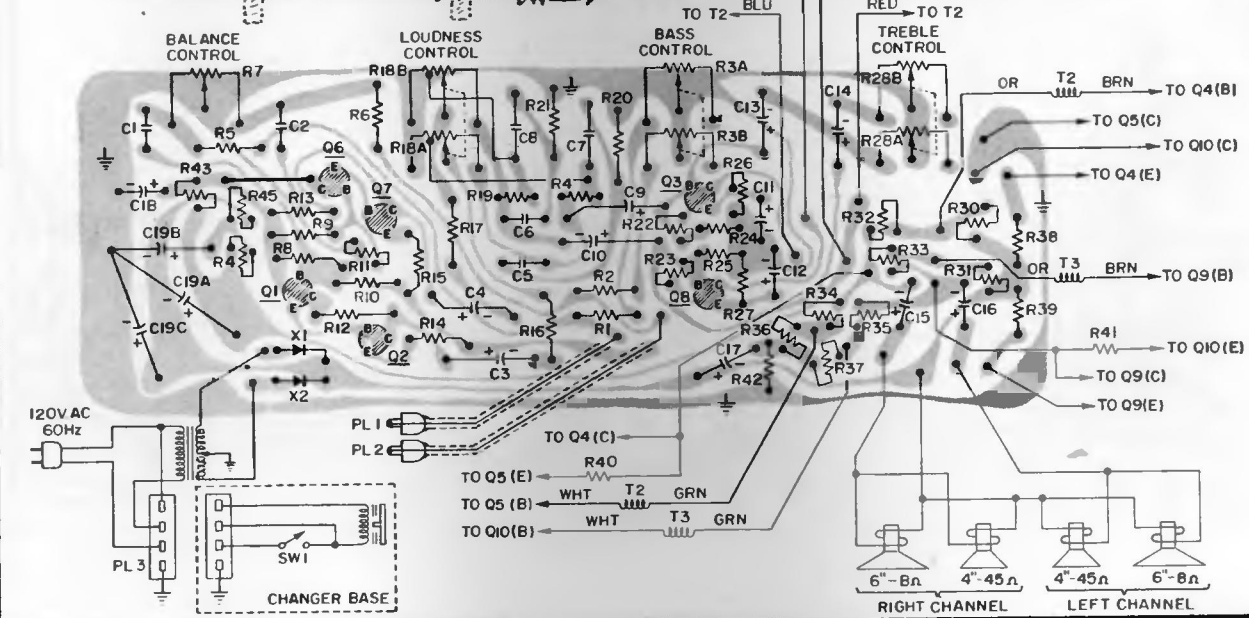 BLU
RED
TO T2
TO T2
BALANCE
CONTROL
R7
LOUDNESS
CONTROL
R18B
BASS
CONTROL
R3A
TREBLE
CONTROL
R28B
OR
T2
BRN
TO Q4(B)
C1
R5
C2
R6
R18A
C8
R21
C7
R20
R3B
C13
C14
R28A
TO Q5(C)
TO Q10(C)
TO Q4(E)
R43
Q6
E
C
B
Q7
B
C
E
R19
R4
C9
Q3
B
C
E
R26
C11
C1B
R45
R13
R9
R17
C6
R22
R24
R32
R30
R38
C19B
R4
R8
R11
R15
C10
R23
R25
C12
R33
R31
OR
T3
BRN
TO Q9(B)
C19A
Q1
B
C
E
R10
C5
R2
Q8
B
C
E
R27
R34
R35
C15
C16
R39
C19C
R12
C4
R16
R1
R36
R41
TO Q10(E)
X1
B
C
E
Q2
R14
C3
C17
R42
R37
TO Q9(C)
X2
TO Q9(E)
120V AC
60Hz
PL 1
PL 2
TO Q4(C)
TO Q5(E)
R40
TO Q5(B)
WHT
T2
GRN
TO Q10(B)
WHT
T3
GRN
PL 3
SW1
CHANGER BASE
6"-8Ω
4"-45Ω
4"-45Ω
6"-8Ω
RIGHT CHANNEL
LEFT CHANNEL